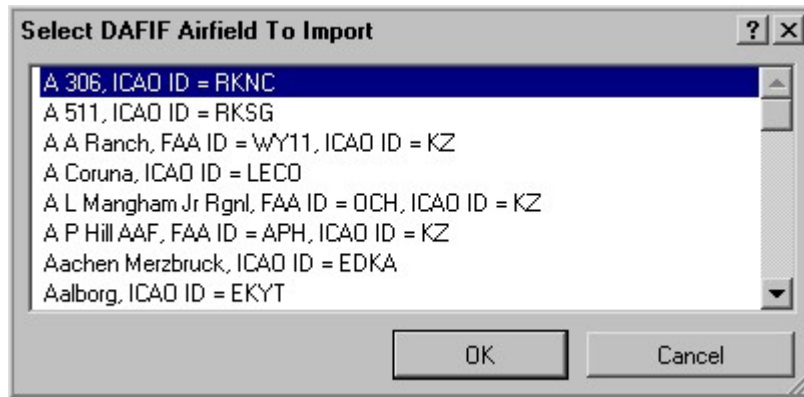 Select DAFIF Airfield To Import
A 306, ICAO ID = RKNC
A 511, ICAO ID = RKSG
A A Ranch, FAA ID = WY11, ICAO ID = KZ
A Coruna, ICAO ID = LECO
A L Mangham Jr Rgnl, FAA ID = OCH, ICAO ID = KZ
A P Hill AAF, FAA ID = APH, ICAO ID = KZ
Aachen Merzbruck, ICAO ID = EDKA
Aalborg, ICAO ID = EKYT
OK Cancel